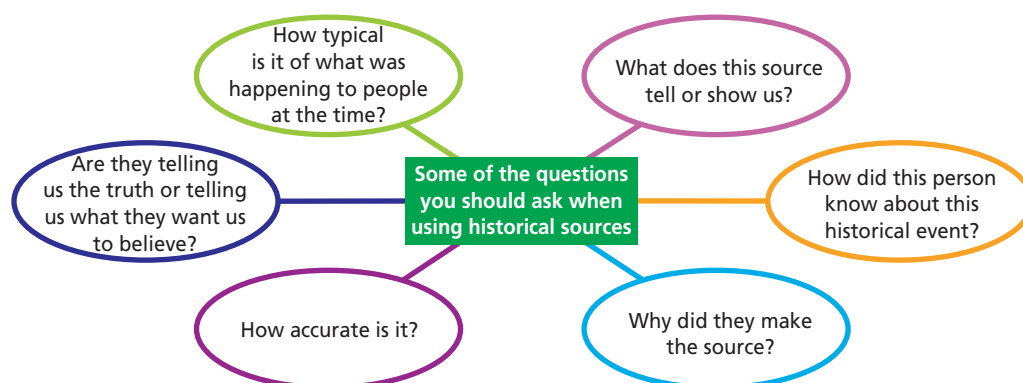 How typical
is it of what was
happening to people
at the time?
What does this source
tell or show us?
Are they telling
us the truth or telling
us what they want us
to believe?
Some of the questions
you should ask when
using historical sources
How did this person
know about this
historical event?
How accurate is it?
Why did they make
the source?